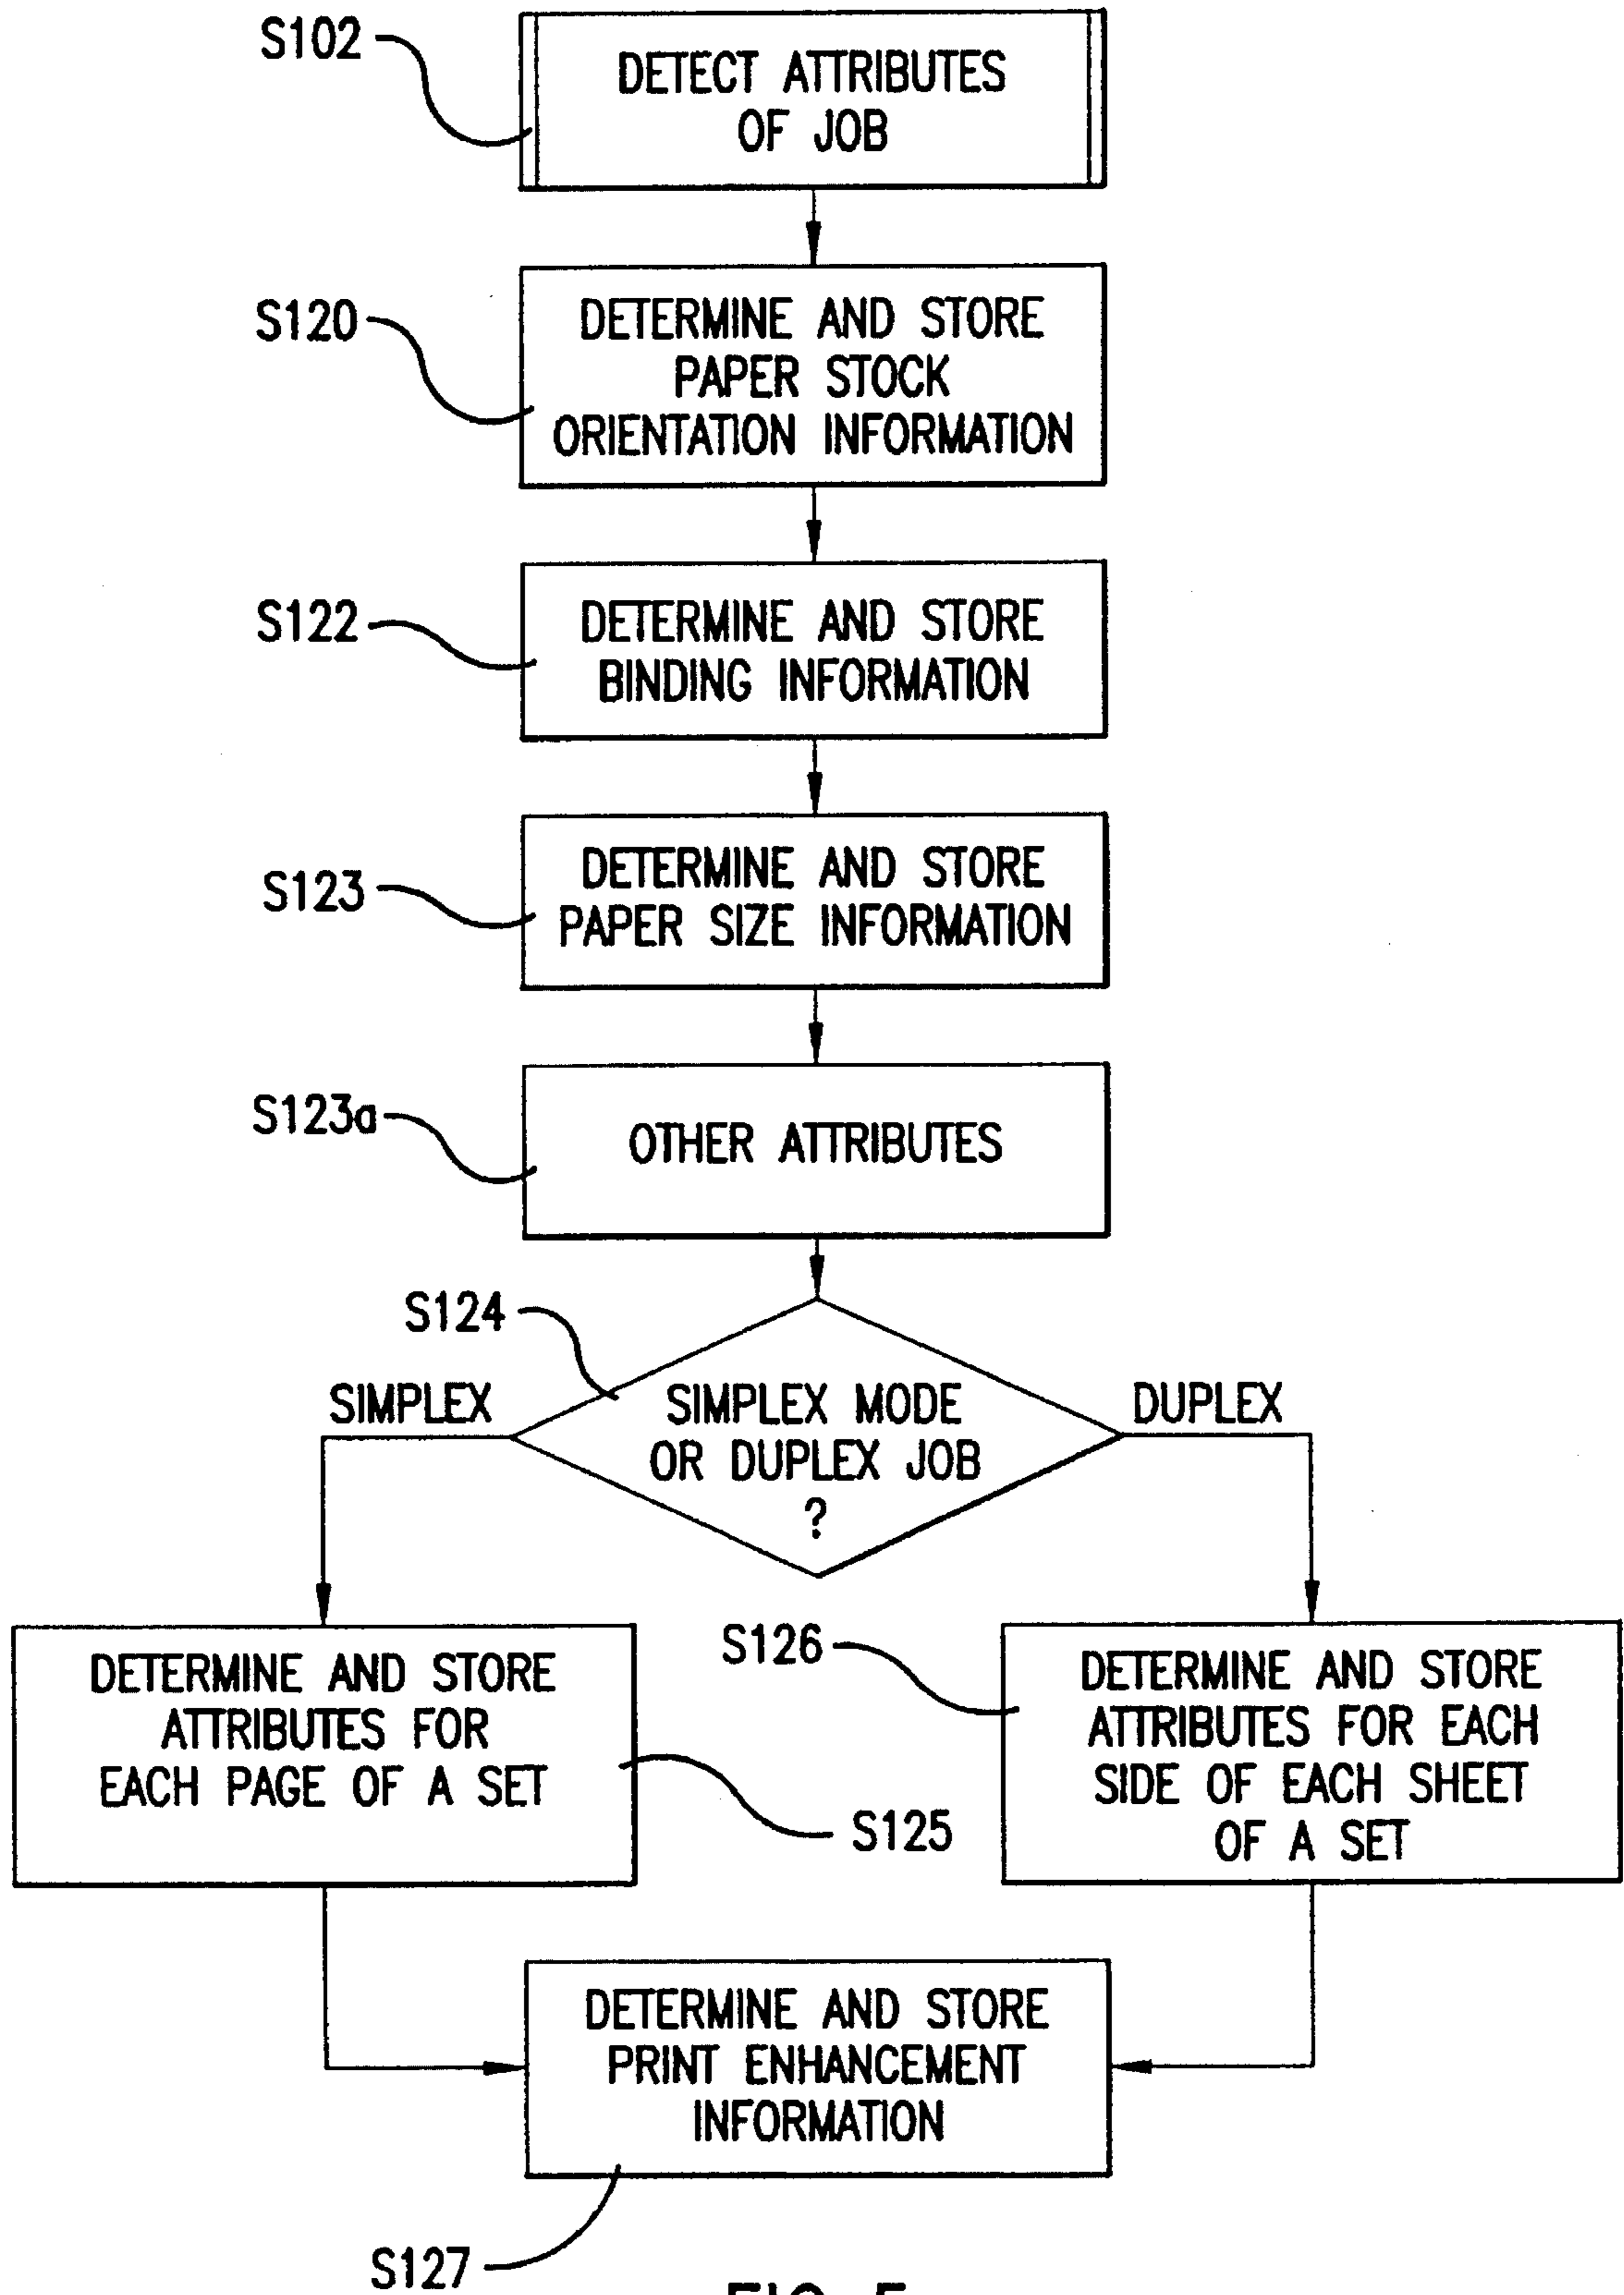 S102
DETECT ATTRIBUTES
OF JOB
S120
DETERMINE AND STORE
PAPER STOCK
ORIENTATION INFORMATION
S122
DETERMINE AND STORE
BINDING INFORMATION
S123
DETERMINE AND STORE
PAPER SIZE INFORMATION
S123a
OTHER ATTRIBUTES
S124
SIMPLEX
SIMPLEX MODE
OR DUPLEX JOB
?
DUPLEX
DETERMINE AND STORE
ATTRIBUTES FOR
EACH PAGE OF A SET
S125
S126
DETERMINE AND STORE
ATTRIBUTES FOR EACH
SIDE OF EACH SHEET
OF A SET
DETERMINE AND STORE
PRINT ENHANCEMENT
INFORMATION
S127